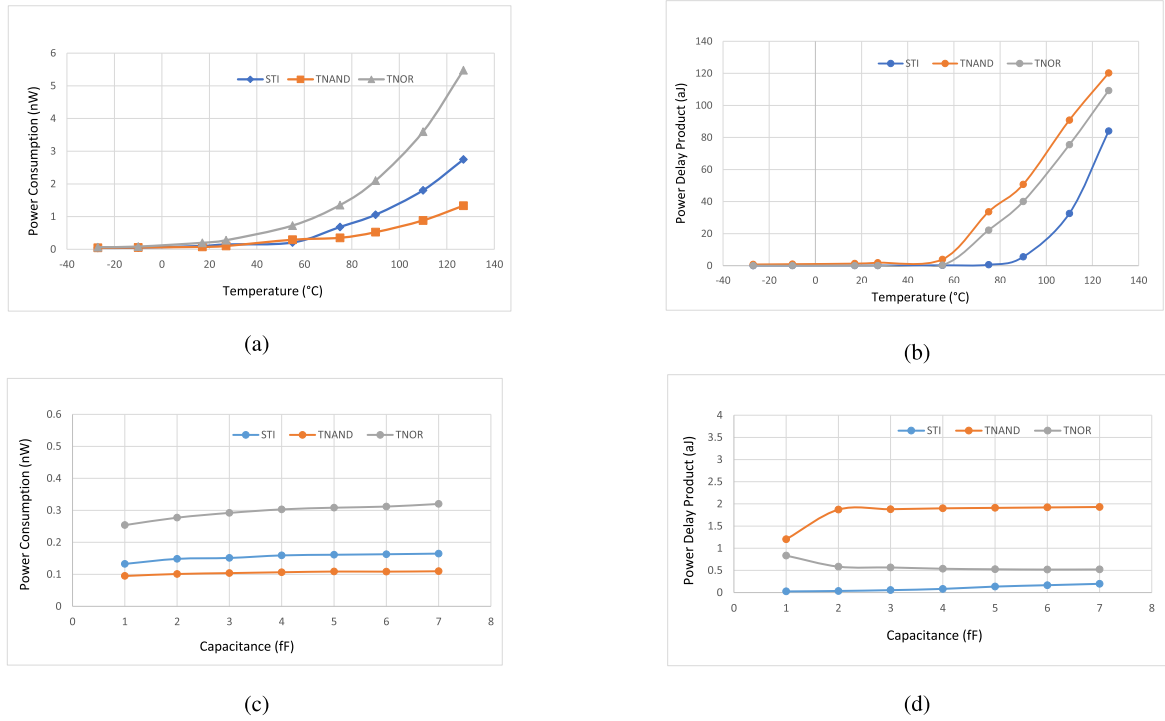 Power Consumption (nW)
6
5
4
3
2
1
0
STI TNAND TNOR
-40 -20 0 20 40 60 80 100 120 140
Temperature (°C)
(a)
Power Delay Product (aJ)
140
120
100
80
60
40
20
0
STI TNAND TNOR
-40 -20 0 20 40 60 80 100 120 140
Temperature (°C)
(b)
Power Consumption (nW)
0.6
0.5
0.4
0.3
0.2
0.1
0
STI TNAND TNOR
0 1 2 3 4 5 6 7 8
Capacitance (fF)
(c)
Power Delay Product (aJ)
4
3.5
3
2.5
2
1.5
1
0.5
0
STI TNAND TNOR
0 1 2 3 4 5 6 7 8
Capacitance (fF)
(d)